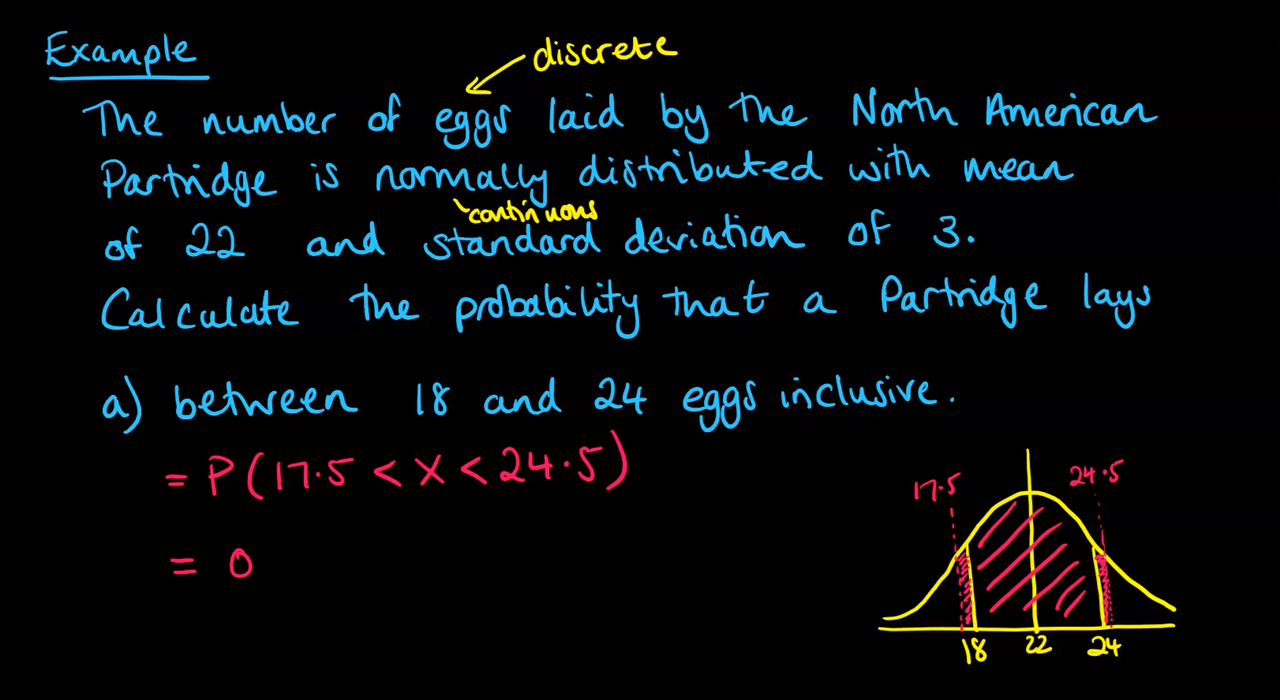 Example
discrete
The number of eggs laid by the North American
Partridge is normally distributed with mean
continuous
of 22 and standard deviation of 3.
Calculate the probability that a Partridge lays
a) between 18 and 24 eggs inclusive.
= P(17.5 < X < 24.5)
= 0
17.5 24.5
18 22 24